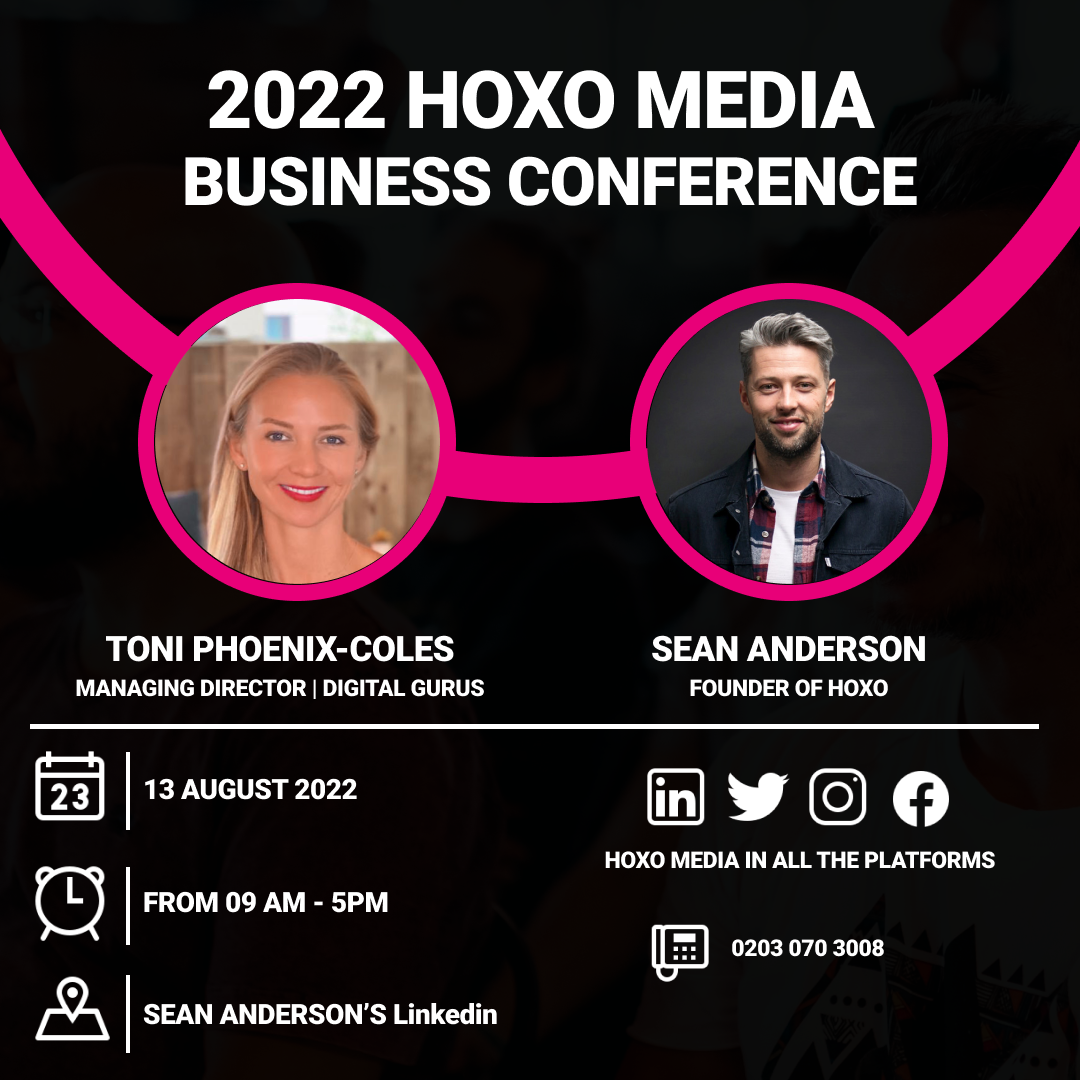 2022 HOXO MEDIA
BUSINESS CONFERENCE
TONI PHOENIX-COLES
MANAGING DIRECTOR | DIGITAL GURUS
SEAN ANDERSON
FOUNDER OF HOXO
23
13 AUGUST 2022
FROM 09 AM - 5PM
SEAN ANDERSON’S Linkedin
in
HOXO MEDIA IN ALL THE PLATFORMS
0203 070 3008